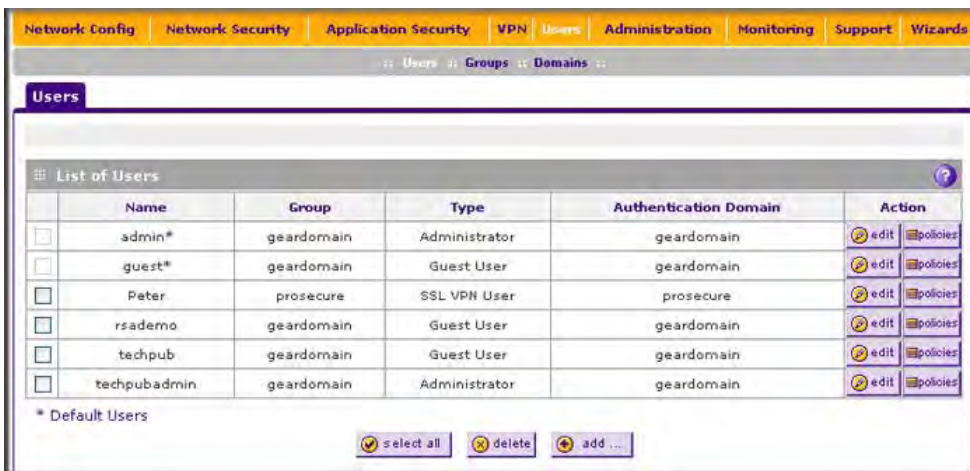 Network Config Network Security Application Security VPN Users Administration Monitoring Support Wizards
:: Users :: Groups :: Domains ::
Users
List of Users ?
Name Group Type Authentication Domain Action
admin* geardomain Administrator geardomain edit policies
guest* geardomain Guest User geardomain edit policies
Peter prosecure SSL VPN User prosecure edit policies
rsademo geardomain Guest User geardomain edit policies
techpub geardomain Guest User geardomain edit policies
techpubadmin geardomain Administrator geardomain edit policies
* Default Users
select all delete add ...